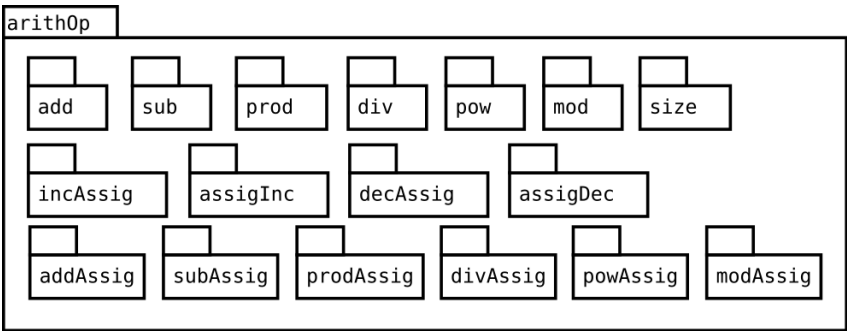 arithOp
add sub prod div pow mod size
incAssig assigInc decAssig assigDec
addAssig subAssig prodAssig divAssig powAssig modAssig